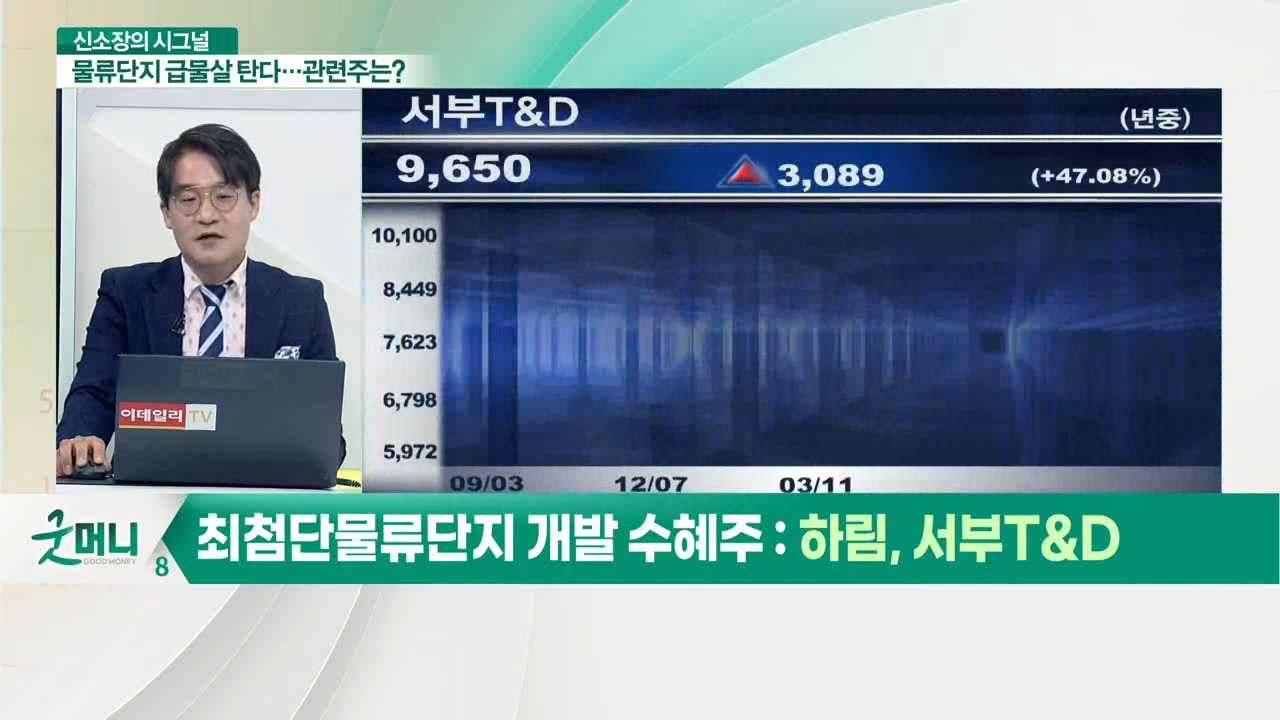 신소장의 시그널
물류단지 급물살 탄다…관련주는?
서부T&D
(년중)
9,650 3,089 (+47.08%)
10,100
8,449
7,623
6,798
5,972
09/03 12/07 03/11
이데일리 TV
굿머니
GOOD MONEY
8
최첨단물류단지 개발 수혜주 : 하림, 서부T&D